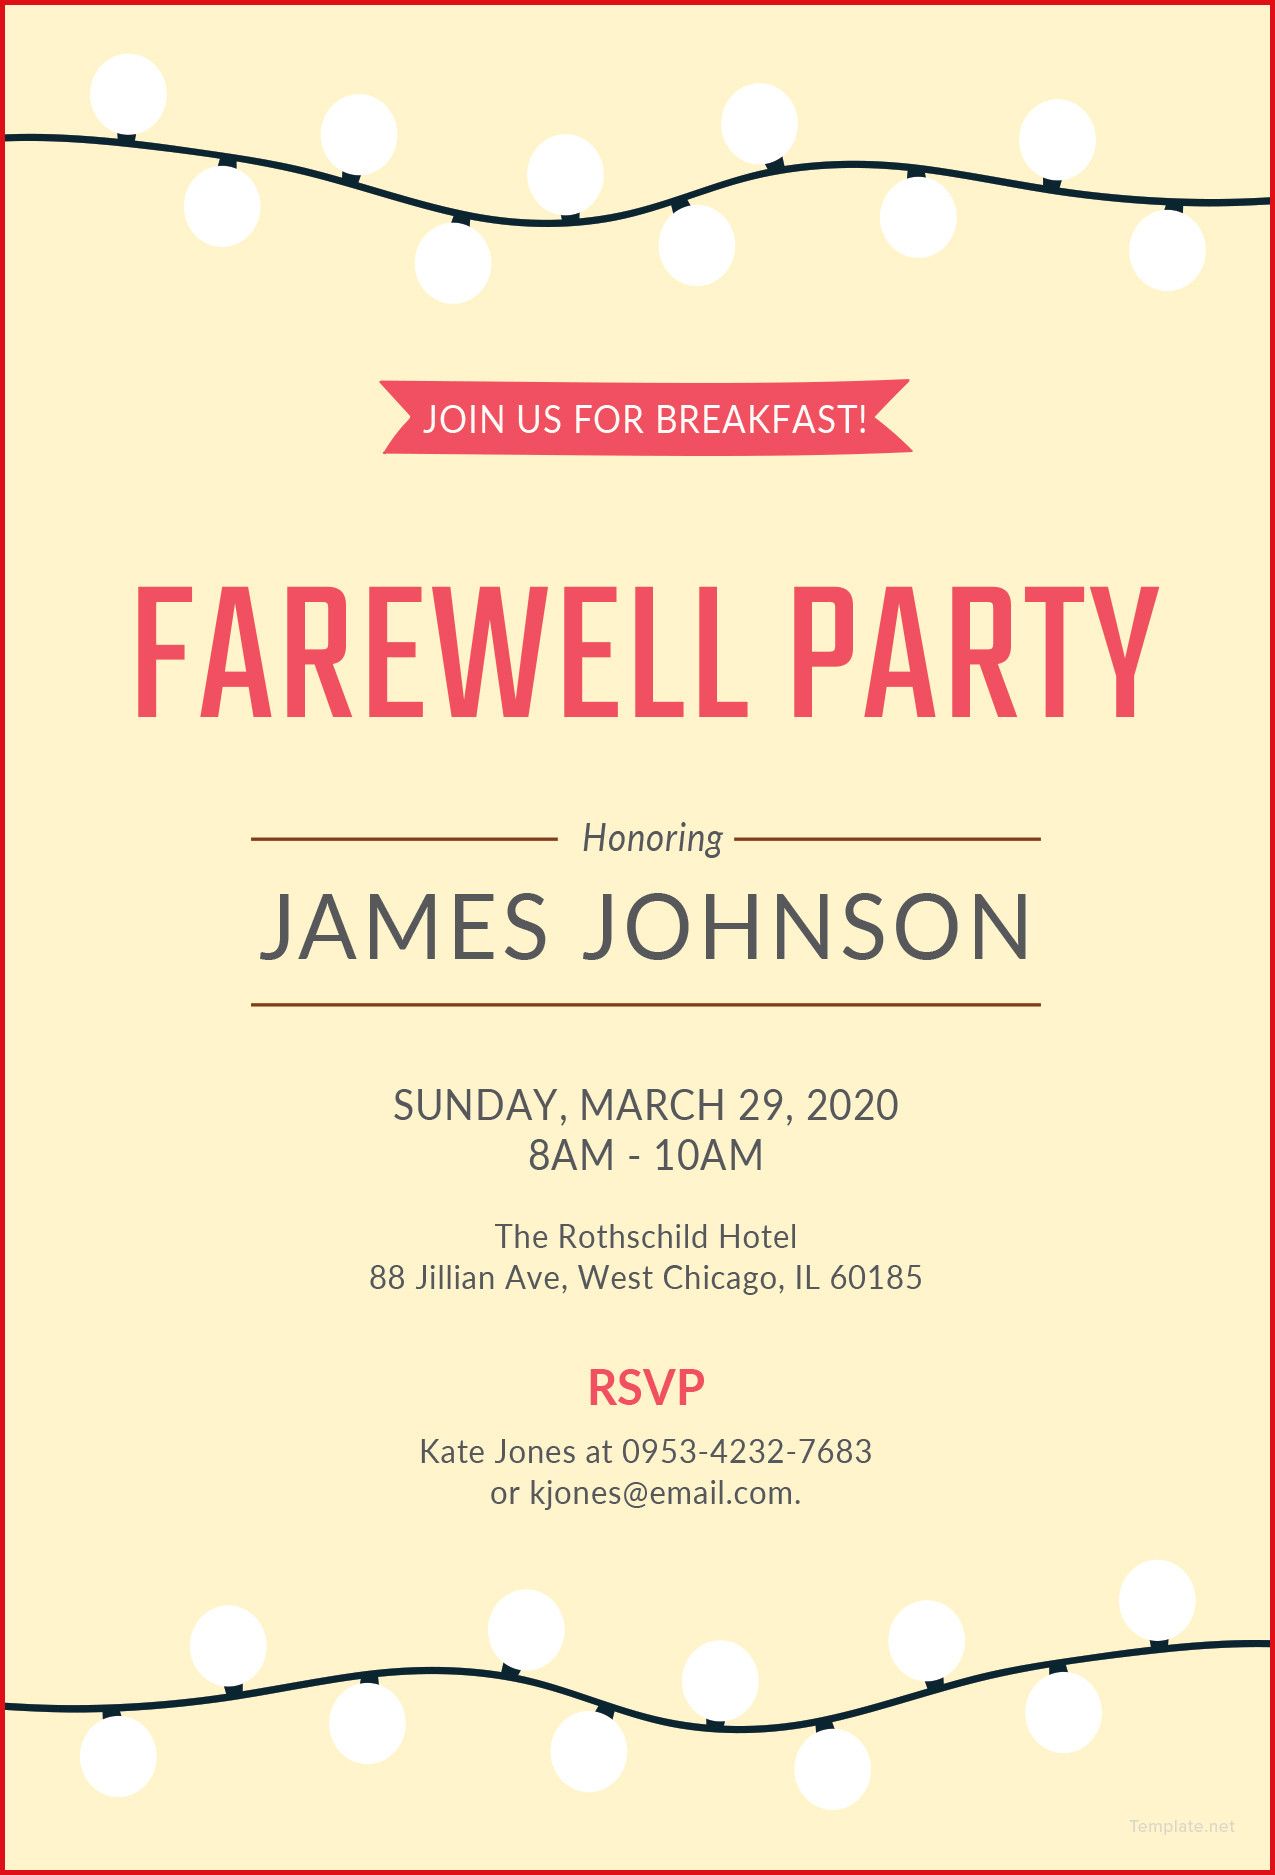 JOIN US FOR BREAKFAST!
FAREWELL PARTY
Honoring
JAMES JOHNSON
SUNDAY, MARCH 29, 2020
8AM - 10AM
The Rothschild Hotel
88 Jillian Ave, West Chicago, IL 60185
RSVP
Kate Jones at 0953-4232-7683
or kjones@email.com.
Template.net